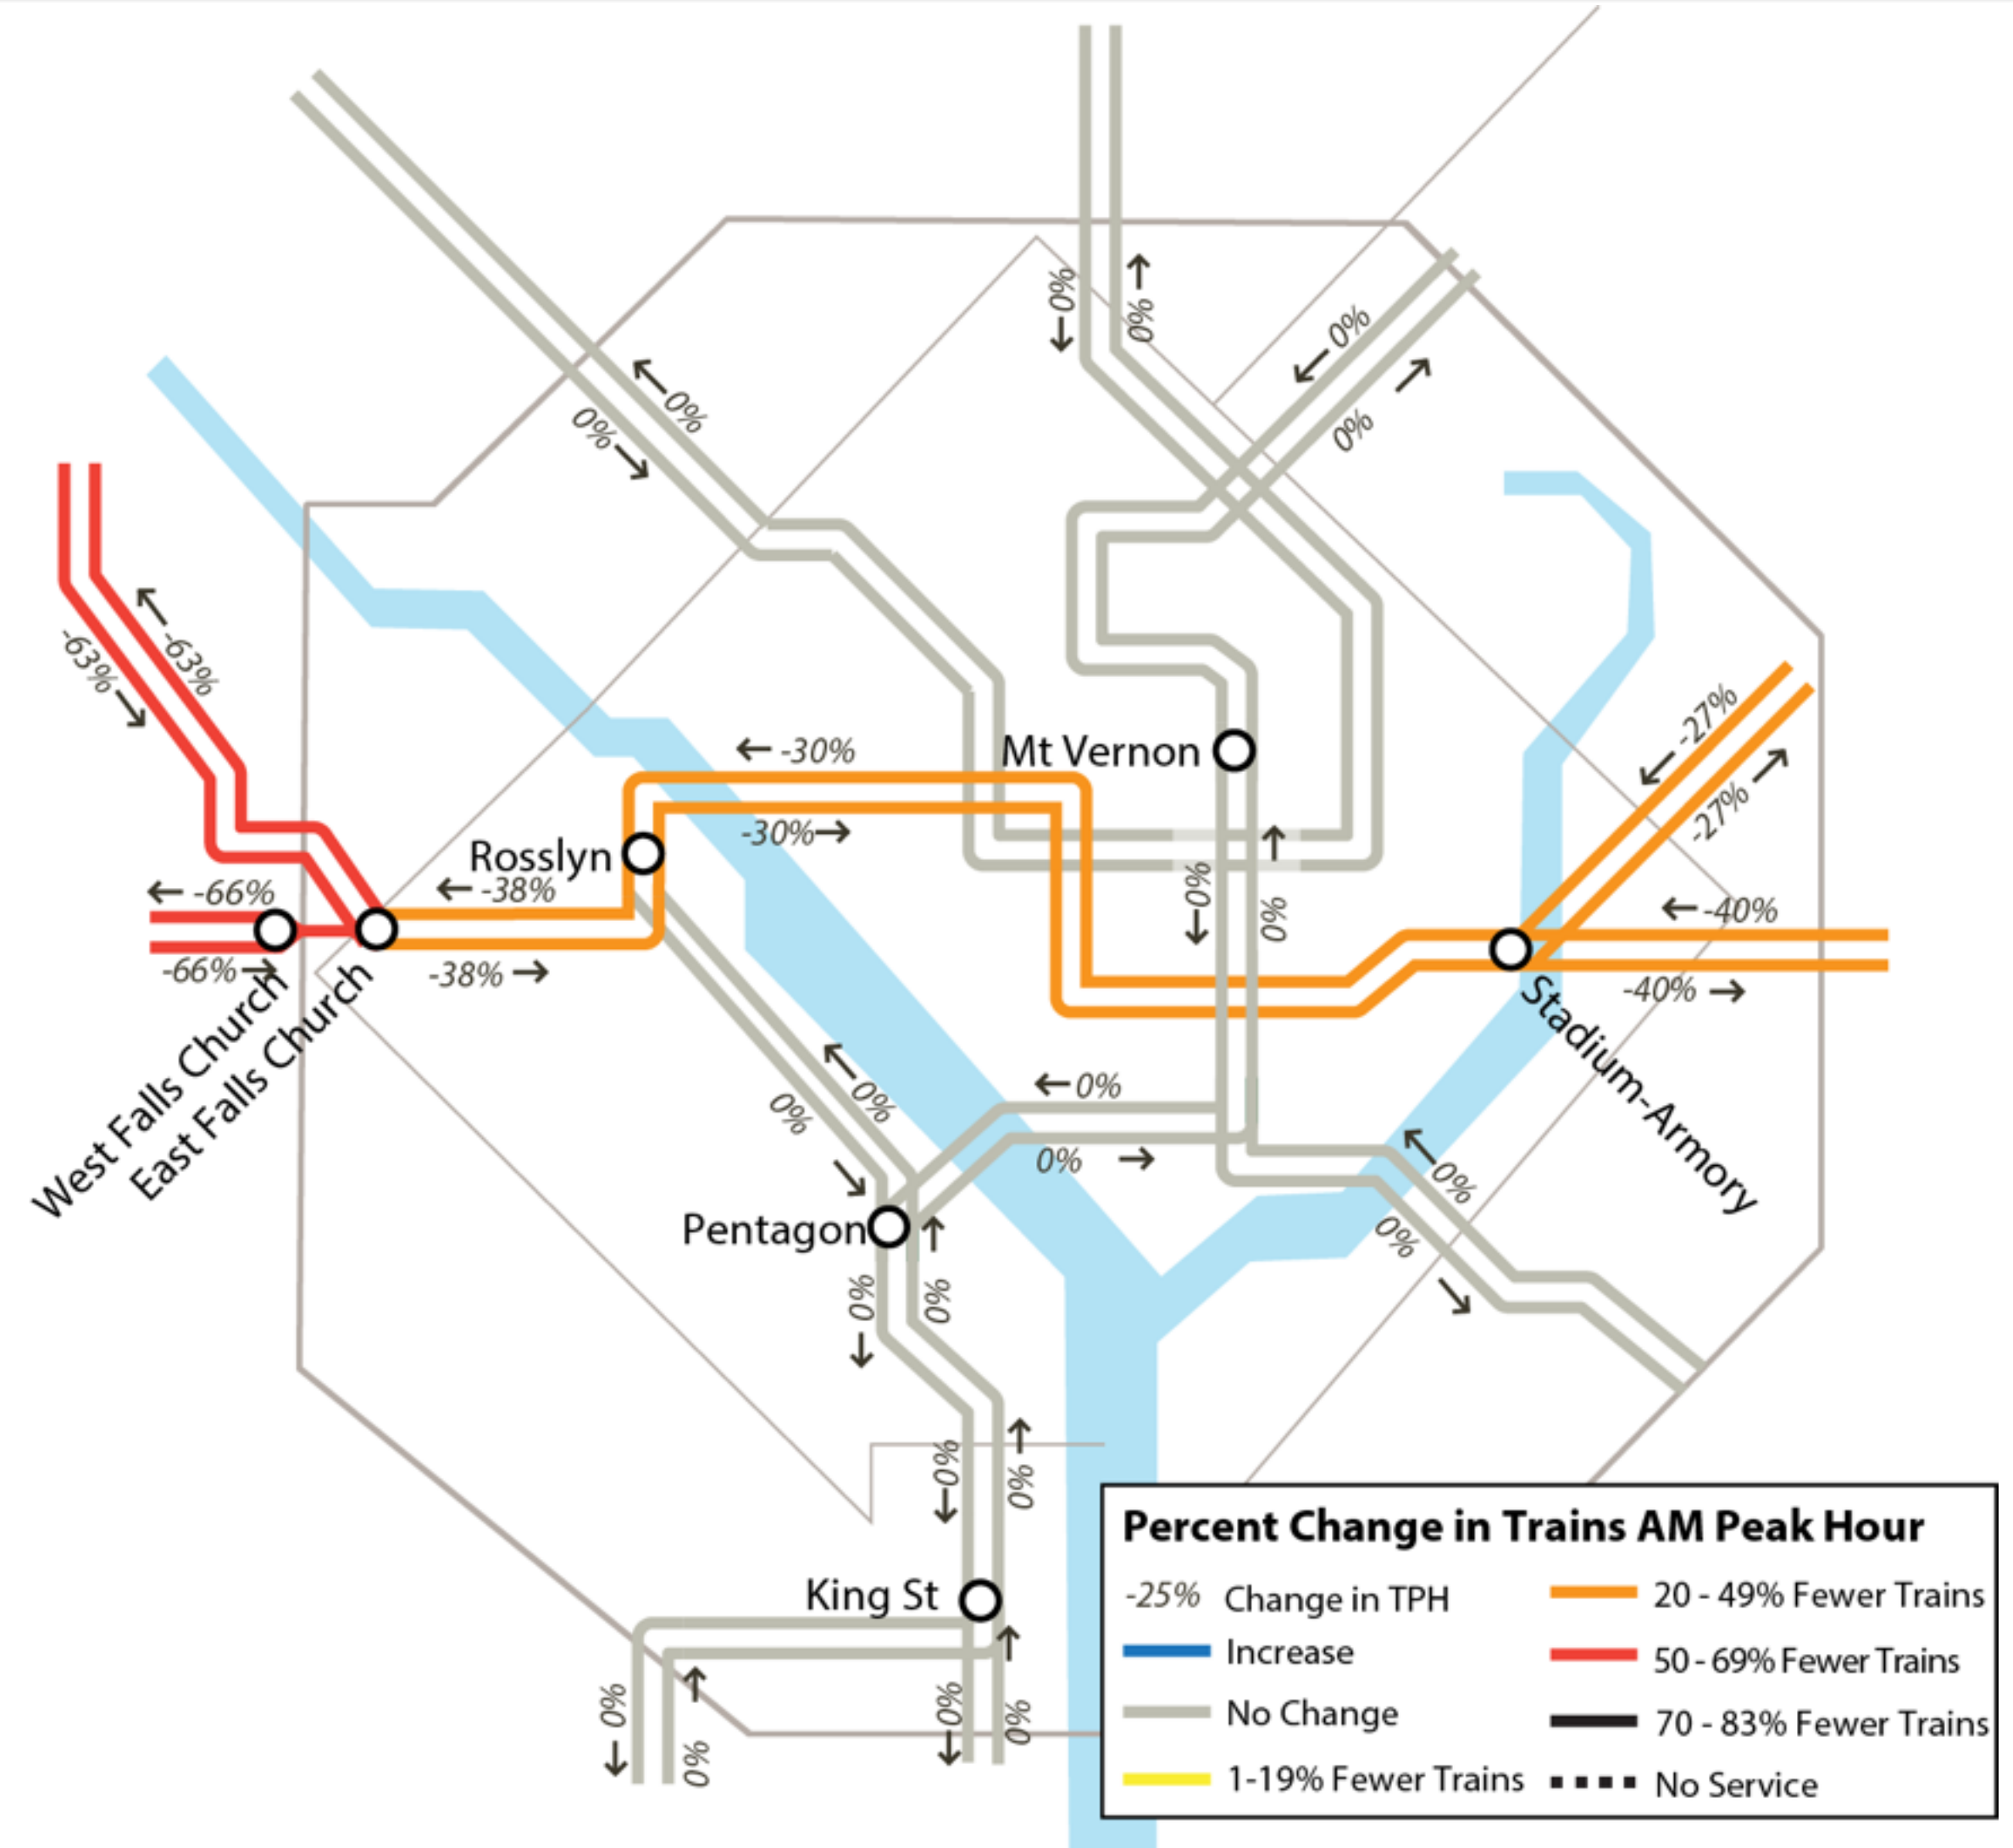 ←0%
→0%
←0%
→0%
←0%
0%→
←0%
0%
→
-63%→
←-63%
←-30%
-30%→
Mt Vernon
Rosslyn
←-38%
-38%→
←-66%
-66%→
West Falls Church
East Falls Church
←0%
0%→
←-27%
-27%→
←-40%
-40%→
Stadium-Armory
0%→
←0%
←0%
0%→
←0%
0%→
Pentagon
←0%
0%→
←0%
0%→
King St
←0%
0%→
←0%
0%→
Percent Change in Trains AM Peak Hour
-25% Change in TPH
Increase
No Change
1-19% Fewer Trains
20 - 49% Fewer Trains
50 - 69% Fewer Trains
70 - 83% Fewer Trains
No Service